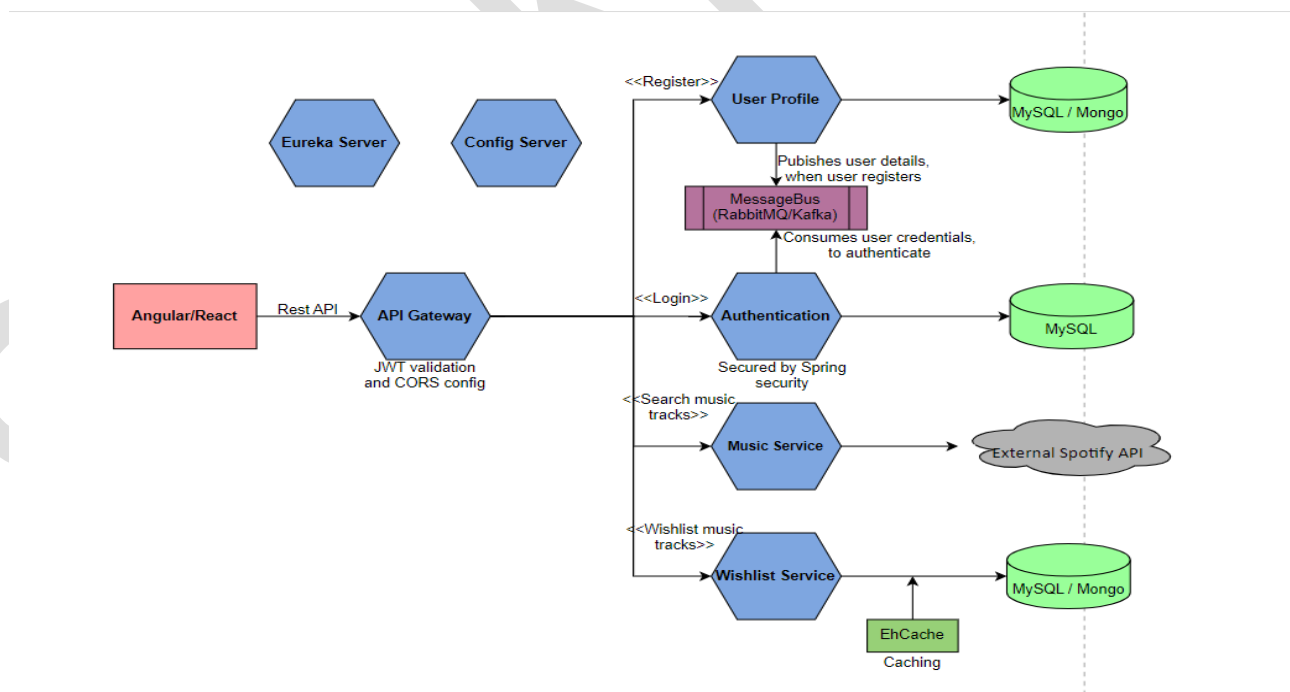 <<Register>>
User Profile
MySQL / Mongo
Eureka Server
Config Server
Pubishes user details,
when user registers
MessageBus
(RabbitMQ/Kafka)
Consumes user credentials,
to authenticate
Angular/React
Rest API
API Gateway
JWT validation
and CORS config
<<Login>>
Authentication
Secured by Spring
security
MySQL
<<Search music
tracks>>
Music Service
External Spotify API
<<Wishlist music
tracks>>
Wishlist Service
MySQL / Mongo
EhCache
Caching